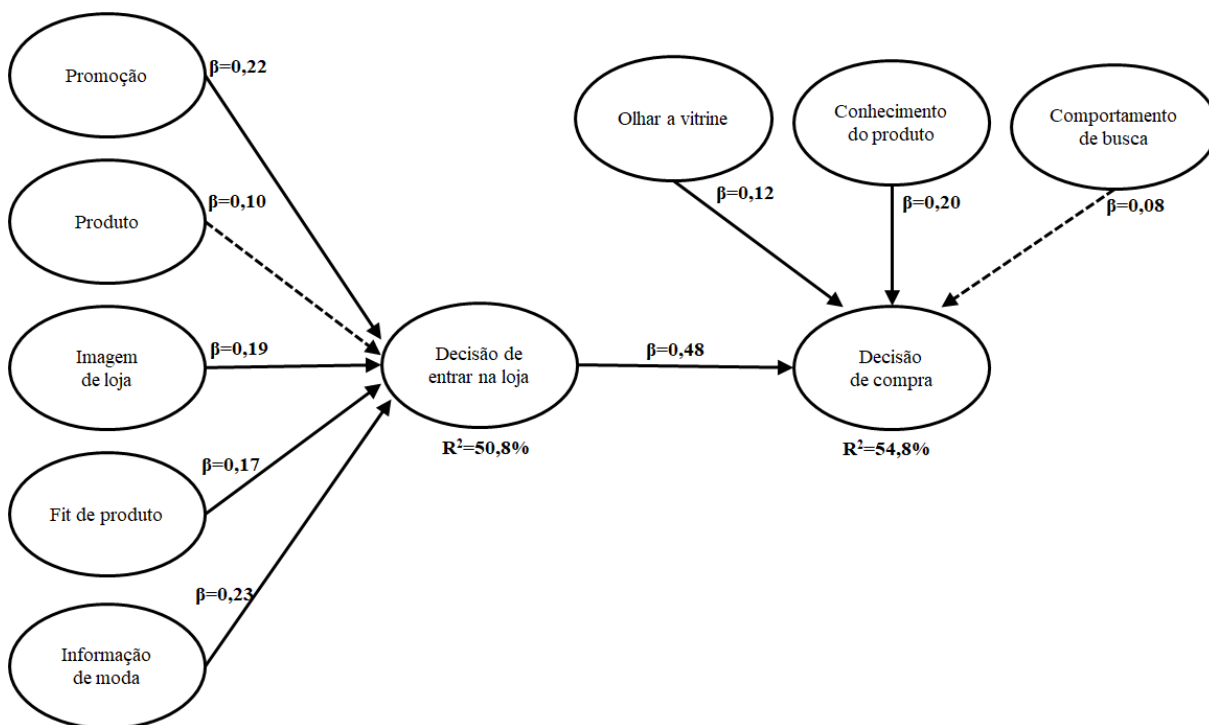 Promoção
β=0,22
Produto
β=0,10
Imagem
de loja
β=0,19
Fit de produto
β=0,17
Informação
de moda
β=0,23
Decisão de
entrar na loja
R²=50,8%
β=0,48
Olhar a vitrine
β=0,12
Conhecimento
do produto
β=0,20
Comportamento
de busca
β=0,08
Decisão
de compra
R²=54,8%